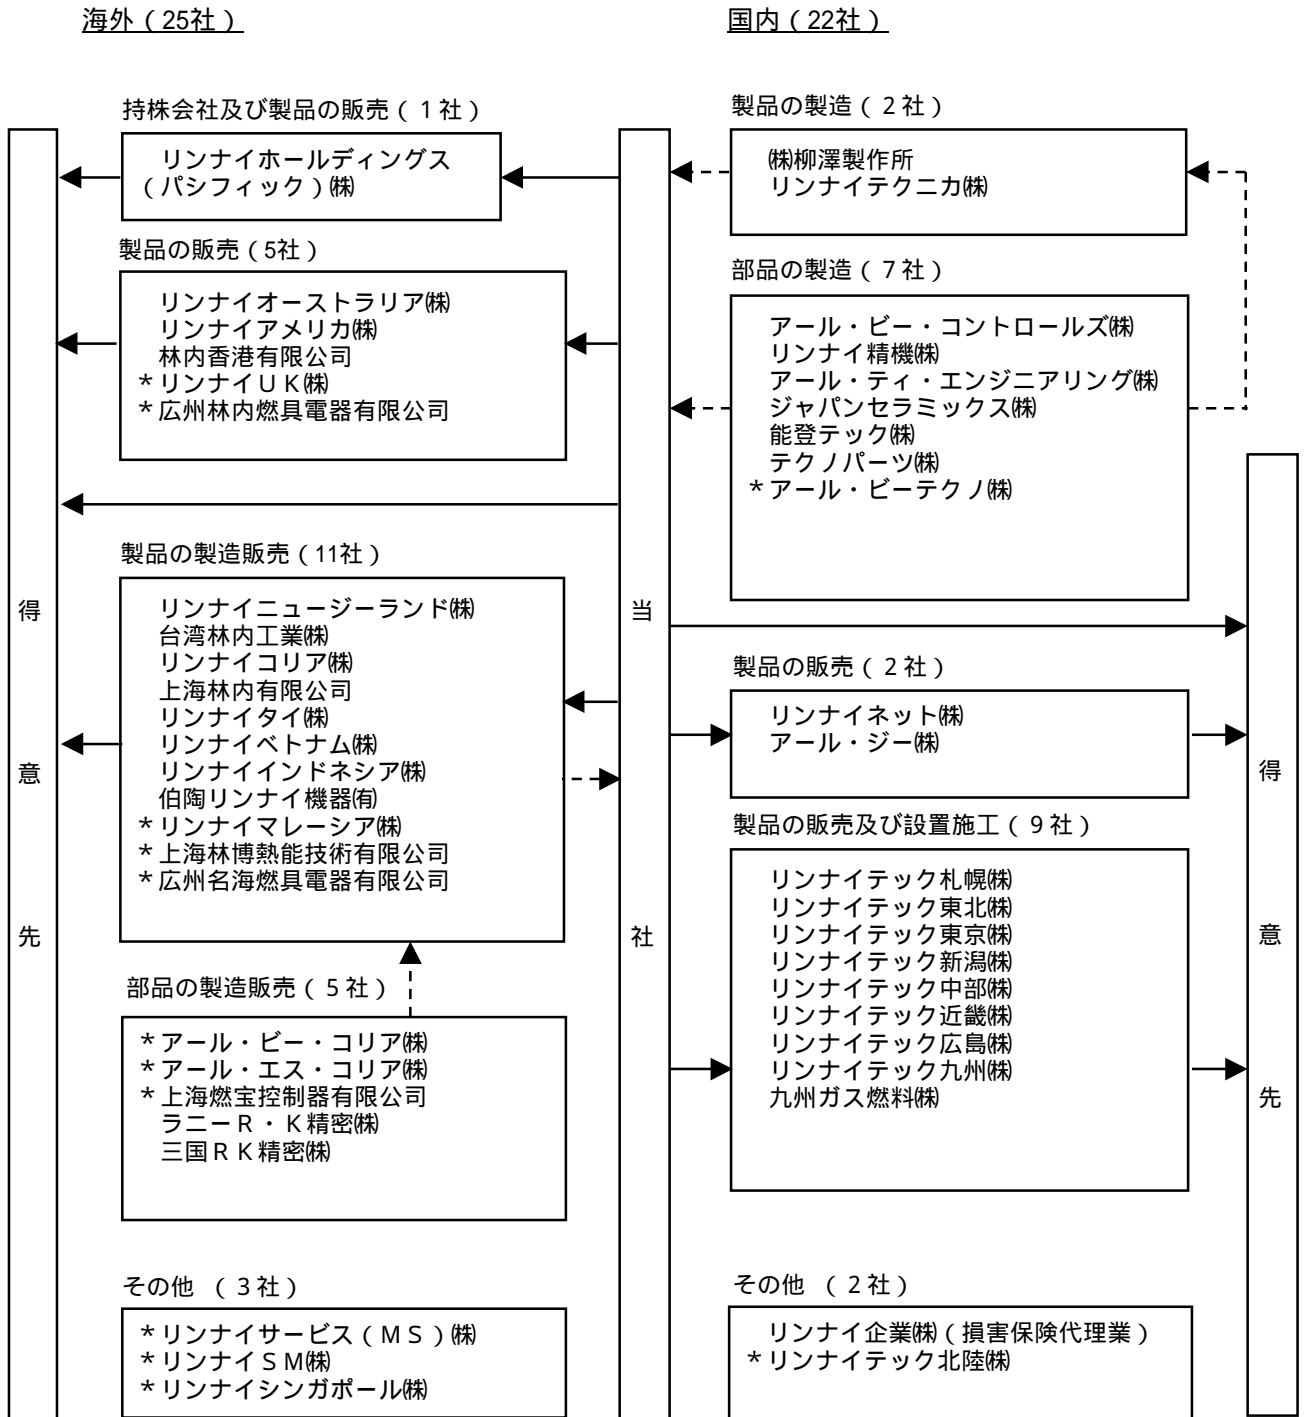 海外（25社）
国内（22社）
持株会社及び製品の販売（１社）
リンナイホールディングス
（パシフィック）㈱
製品の販売（5社）
リンナイオーストラリア㈱
リンナイアメリカ㈱
林内香港有限公司
＊リンナイＵＫ㈱
＊広州林内燃具電器有限公司
製品の製造販売（11社）
リンナイニュージーランド㈱
台湾林内工業㈱
リンナイコリア㈱
上海林内有限公司
リンナイタイ㈱
リンナイベトナム㈱
リンナイインドネシア㈱
伯陶リンナイ機器㈲
＊リンナイマレーシア㈱
＊上海林博熱能技術有限公司
＊広州名海燃具電器有限公司
部品の製造販売（５社）
＊アール・ビー・コリア㈱
＊アール・エス・コリア㈱
＊上海燃宝控制器有限公司
ラニーＲ・Ｋ精密㈱
三国ＲＫ精密㈱
その他 （３社）
＊リンナイサービス（ＭＳ）㈱
＊リンナイＳＭ㈱
＊リンナイシンガポール㈱
得意先
当社
製品の製造（２社）
㈱柳澤製作所
リンナイテクニカ㈱
部品の製造（７社）
アール・ビー・コントロールズ㈱
リンナイ精機㈱
アール・ティ・エンジニアリング㈱
ジャパンセラミックス㈱
能登テック㈱
テクノパーツ㈱
＊アール・ビーテクノ㈱
製品の販売（２社）
リンナイネット㈱
アール・ジー㈱
製品の販売及び設置施工（９社）
リンナイテック札幌㈱
リンナイテック東北㈱
リンナイテック東京㈱
リンナイテック新潟㈱
リンナイテック中部㈱
リンナイテック近畿㈱
リンナイテック広島㈱
リンナイテック九州㈱
九州ガス燃料㈱
その他 （２社）
リンナイ企業㈱（損害保険代理業）
＊リンナイテック北陸㈱
得意先